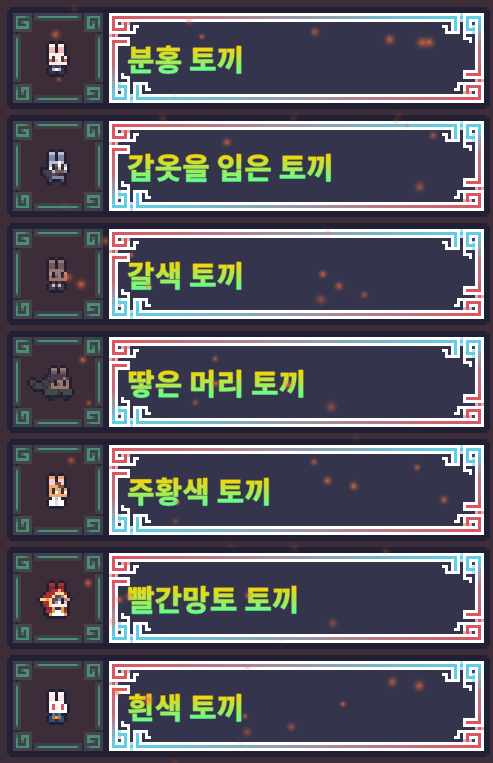 분홍 토끼
갑옷을 입은 토끼
갈색 토끼
땋은 머리 토끼
주황색 토끼
빨간망토 토끼
흰색 토끼